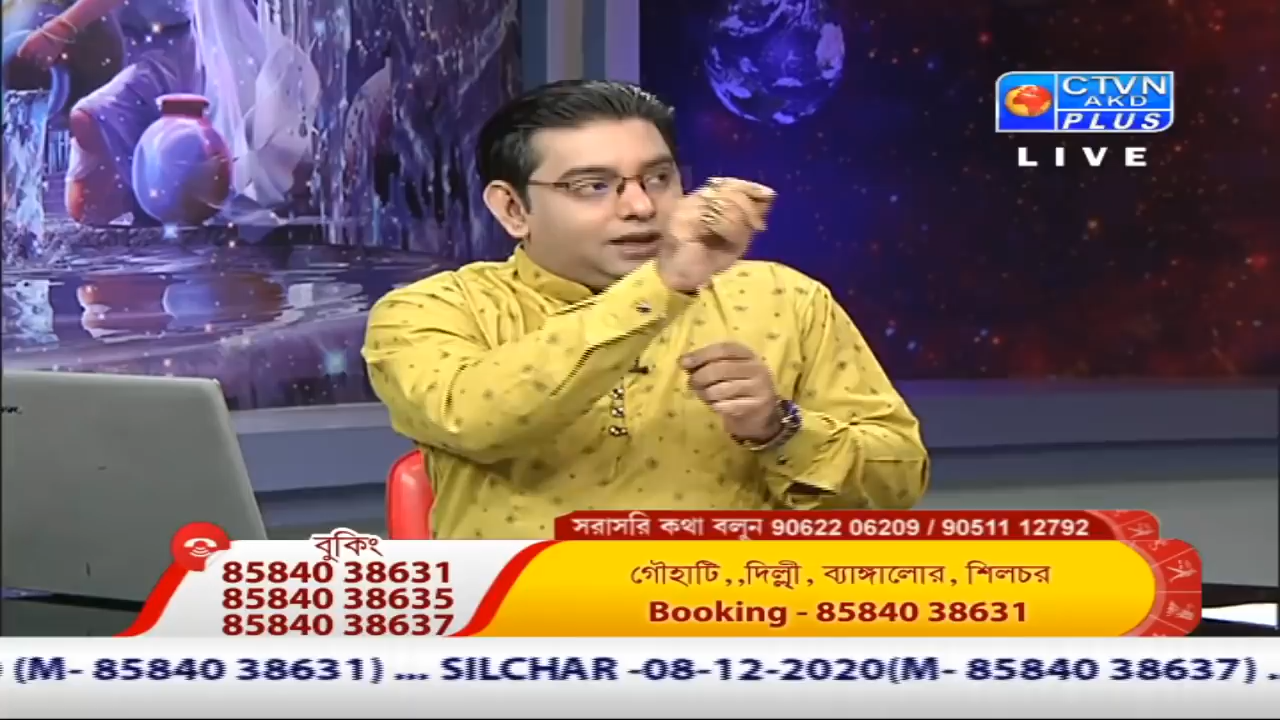 CTVN
AKD
PLUS
LIVE
সরাসরি কথা বলুন 90622 06209 / 90511 12792
বুকিং
85840 38631
85840 38635
85840 38637
গৌহাটি,,দিল্লী, ব্যাঙ্গালোর, শিলচর
Booking - 85840 38631
(M- 85840 38631) ... SILCHAR -08-12-2020(M- 85840 38637) .